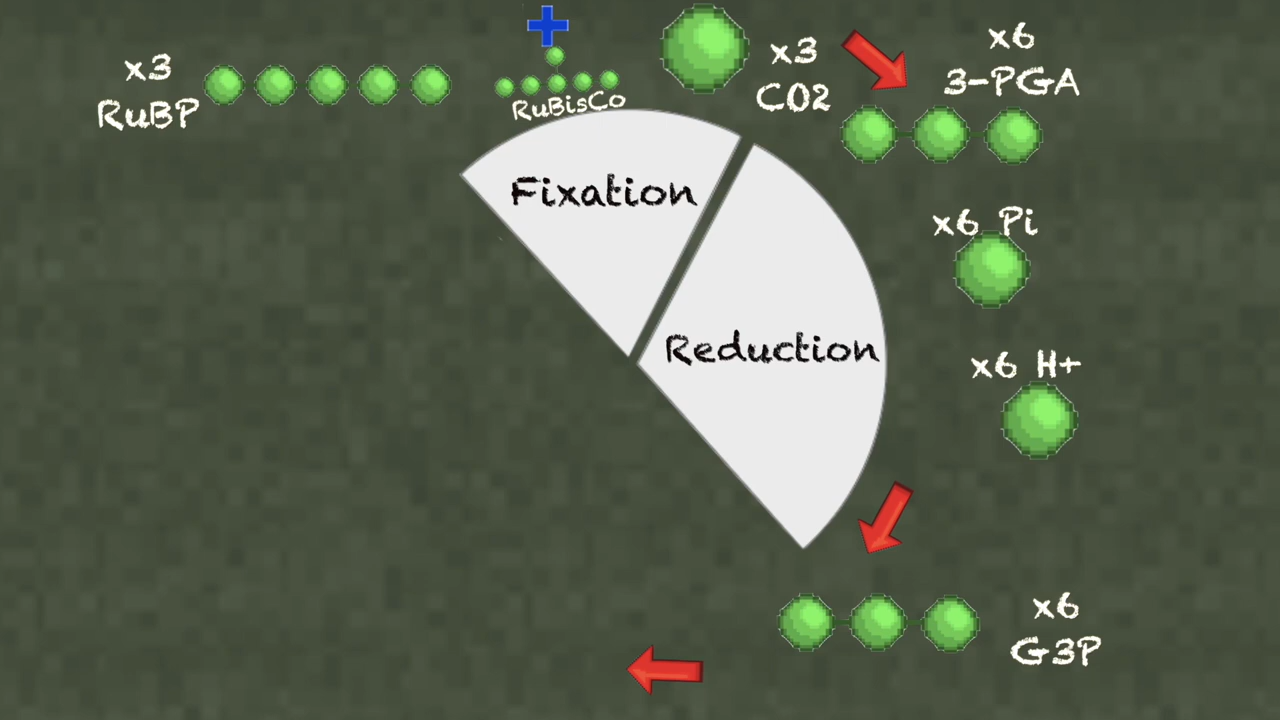 x3
RuBP
RuBisCo
x3
CO2
x6
3-PGA
Fixation
x6 Pi
Reduction
x6 H+
x6
G3P